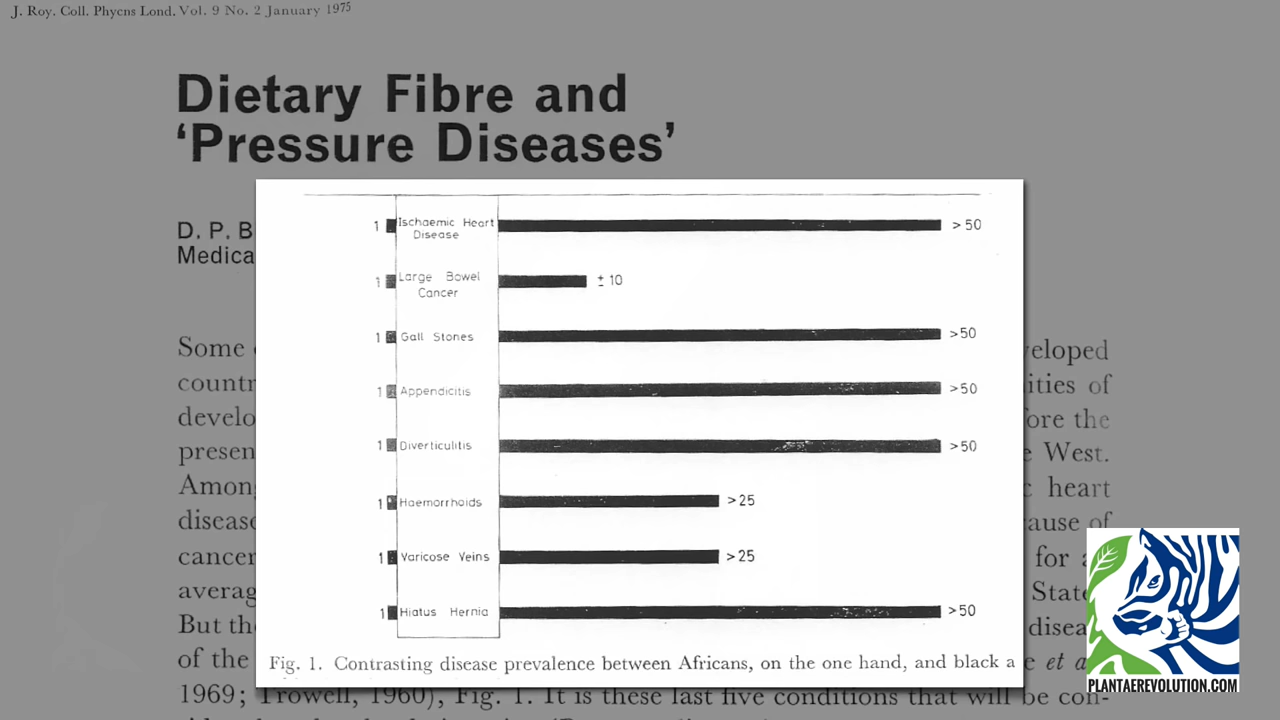 J. Roy. Coll. Phycns Lond. Vol. 9 No. 2 January 1975
Dietary Fibre and
‘Pressure Diseases’
D. P. B
Medica
1 Ischaemic Heart Disease >50
1 Large Bowel Cancer ± 10
1 Gall Stones >50
1 Appendicitis >50
1 Diverticulitis >50
1 Haemorrhoids >25
1 Varicose Veins >25
1 Hiatus Hernia >50
Fig. 1. Contrasting disease prevalence between Africans, on the one hand, and black a
Some veloped
countr ities of
develo ore the
presen West.
Among heart
disease ause of
cancer for
averag State
But the disea
of the et a
1969; Trowell, 1960), Fig. 1. It is these last five conditions that will be con-
PLANTAEREVOLUTION.COM